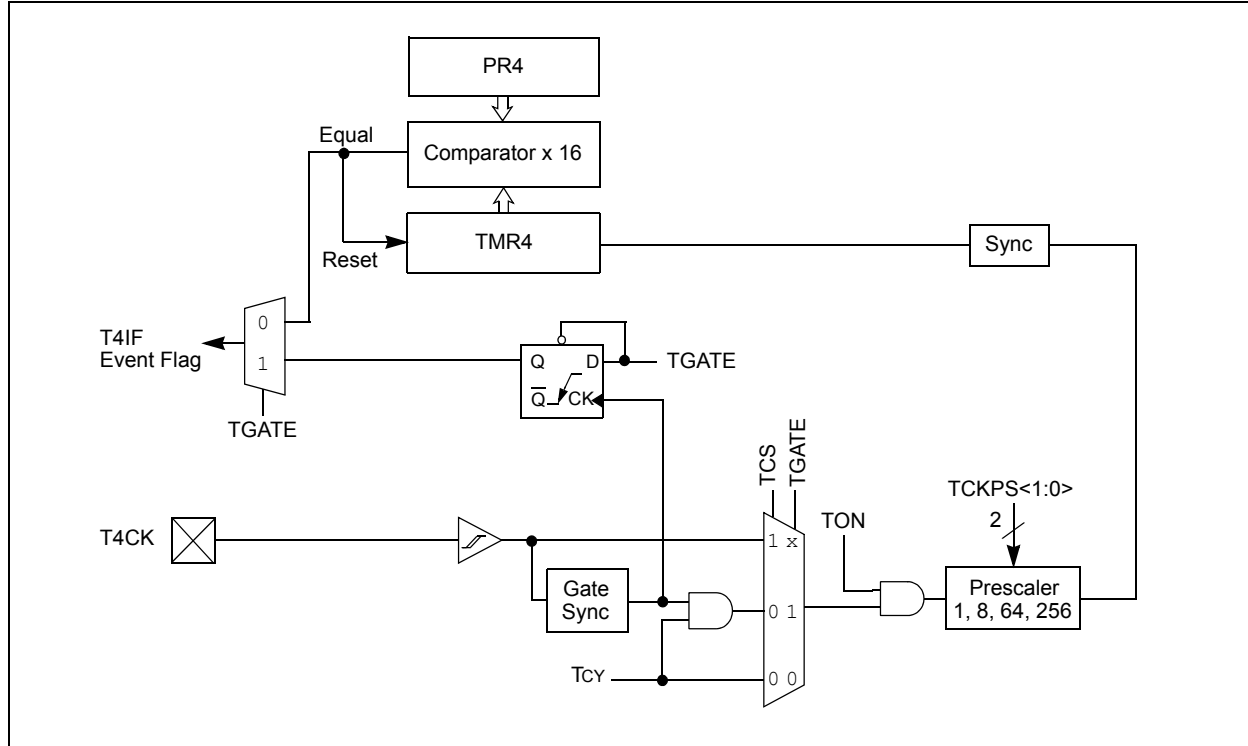 PR4
Equal
Comparator x 16
TMR4
Reset
Sync
T4IF
Event Flag
0
1
TGATE
Q
D
Q
CK
TGATE
TCS
TGATE
TCKPS<1:0>
2
TON
T4CK
1 x
Gate
Sync
0 1
Prescaler
1, 8, 64, 256
TCY
0 0